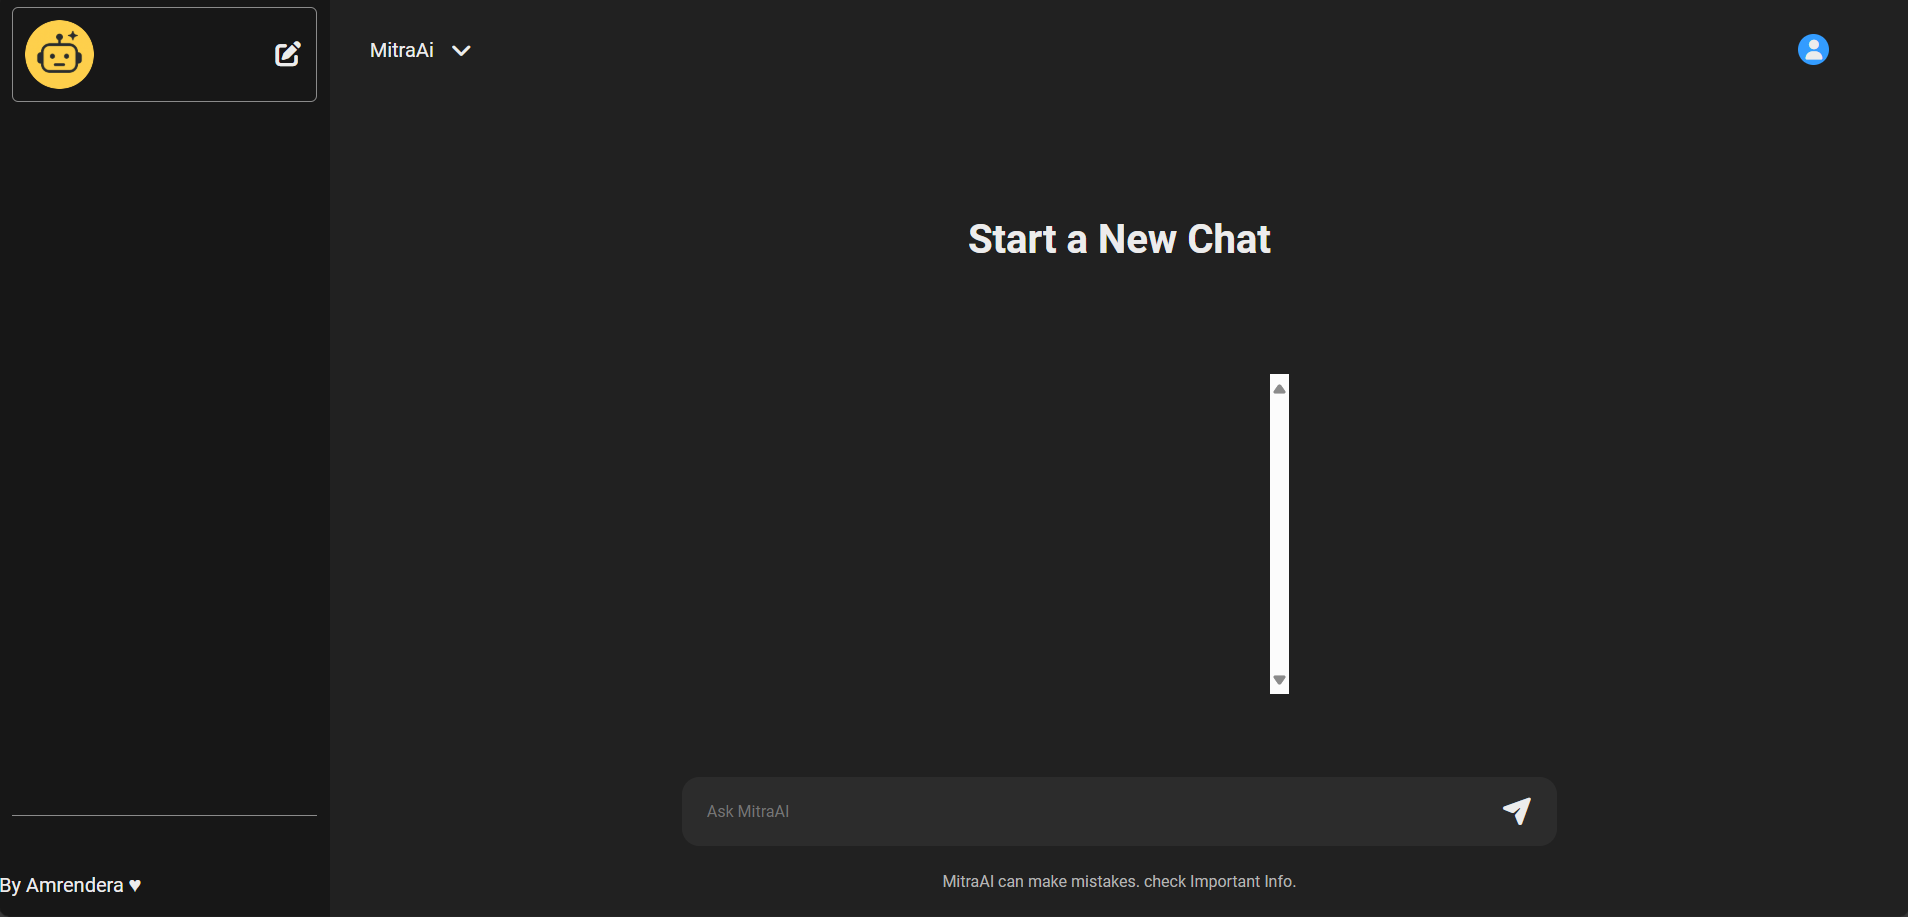 MitraAi
Start a New Chat
Ask MitraAI
MitraAI can make mistakes. check Important Info.
By Amrendera ♥